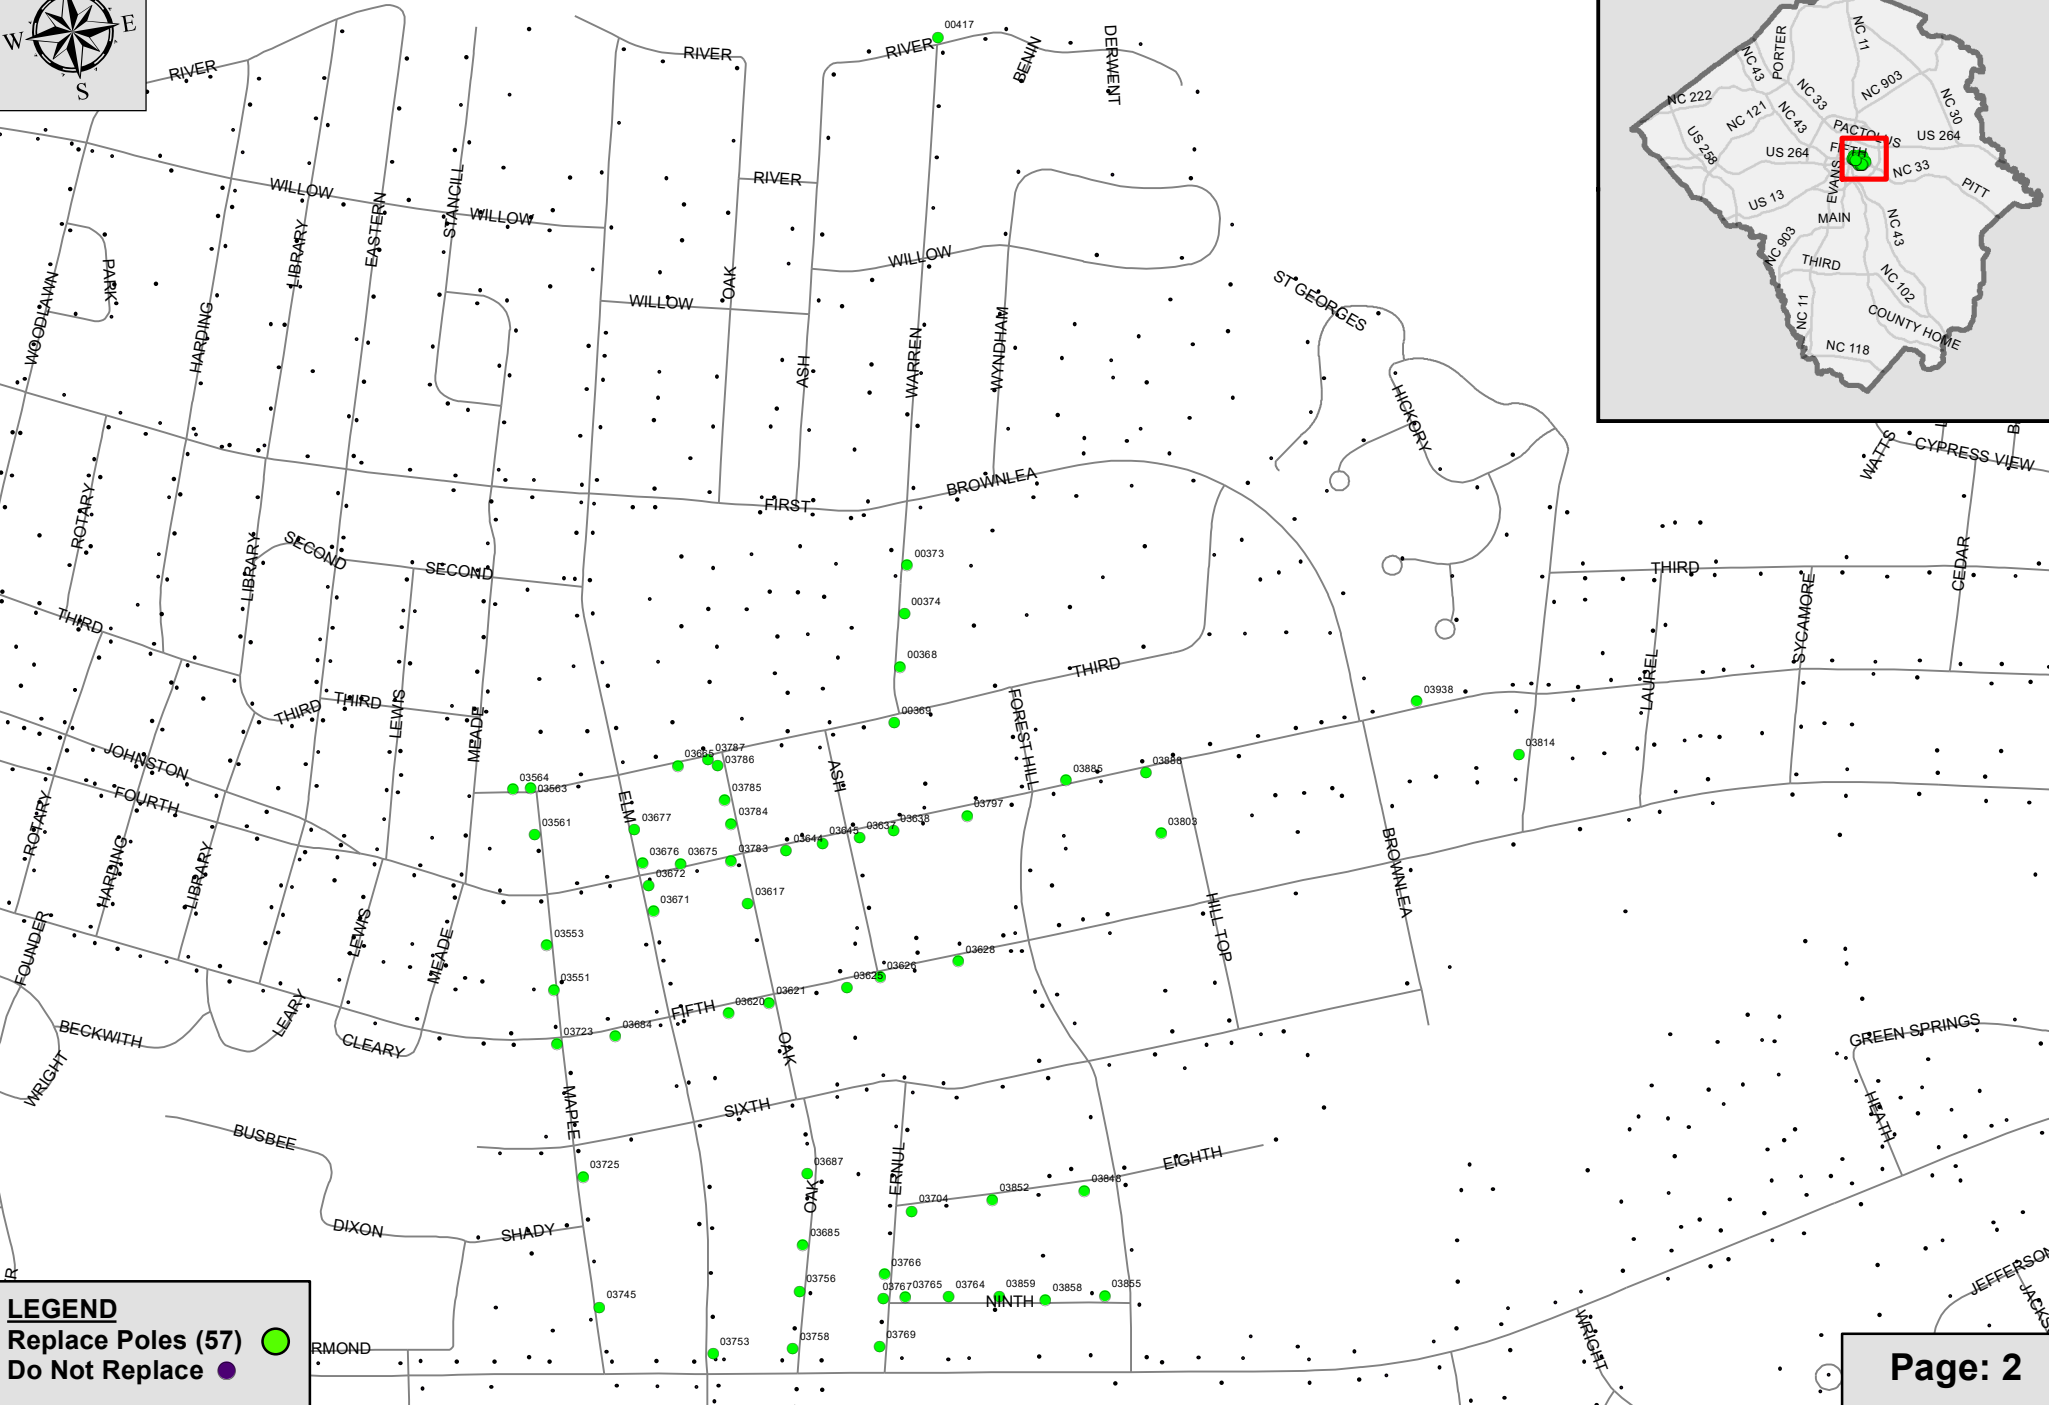 W
E
S
RIVER
RIVER
RIVER
00417
BENIN
DERWENT
RIVER
WILLOW
WILLOW
LIBRARY
EASTERN
STANCILL
PARK
WOODLAWN
HARDING
WILLOW
OAK
WILLOW
ASH
WARREN
WYNDHAM
ST GEORGES
HICKORY
NC 11
PORTER
NC 43
NC 33
NC 903
NC 30
NC 222
NC 121
NC 43
US 258
PACTOLUS
US 264
US 264
FIFTH
EVANS
NC 33
PITT
US 13
MAIN
NC 43
NC 903
THIRD
NC 102
NC 11
COUNTY HOME
NC 118
WATTS
CYPRESS VIEW
ROTARY
FIRST
BROWNLEA
LIBRARY
SECOND
SECOND
00373
00374
THIRD
CEDAR
SYCAMORE
THIRD
00368
THIRD
LAUREL
THIRD
THIRD
LEWIS
MEADE
00369
FOREST HILL
03938
JOHNSTON
FOURTH
03665
03787
03786
03814
03564
03563
ASH
03885
03888
ROTARY
ELM
03785
03561
03677
03784
03644
03645
03637
03638
03797
03803
BROWNLEA
HARDING
LIBRARY
03676
03675
03783
03672
03671
03617
HILL TOP
FOUNDER
LEWIS
MEADE
03553
03628
03551
03625
03626
LEARY
BECKWITH
CLEARY
WRIGHT
03723
03684
FIFTH
03620
03621
OAK
GREEN SPRINGS
HEATH
MAPLE
SIXTH
BUSBEE
03725
03687
OAK
ERNUL
EIGHTH
03704
03852
03848
DIXON
SHADY
03685
03756
03766
03767
03765
03764
03859
03858
03855
NINTH
03745
03753
03758
03769
JEFFERSON
JACKS
WRIGHT
R
RMOND
LEGEND
Replace Poles (57)
Do Not Replace
Page: 2